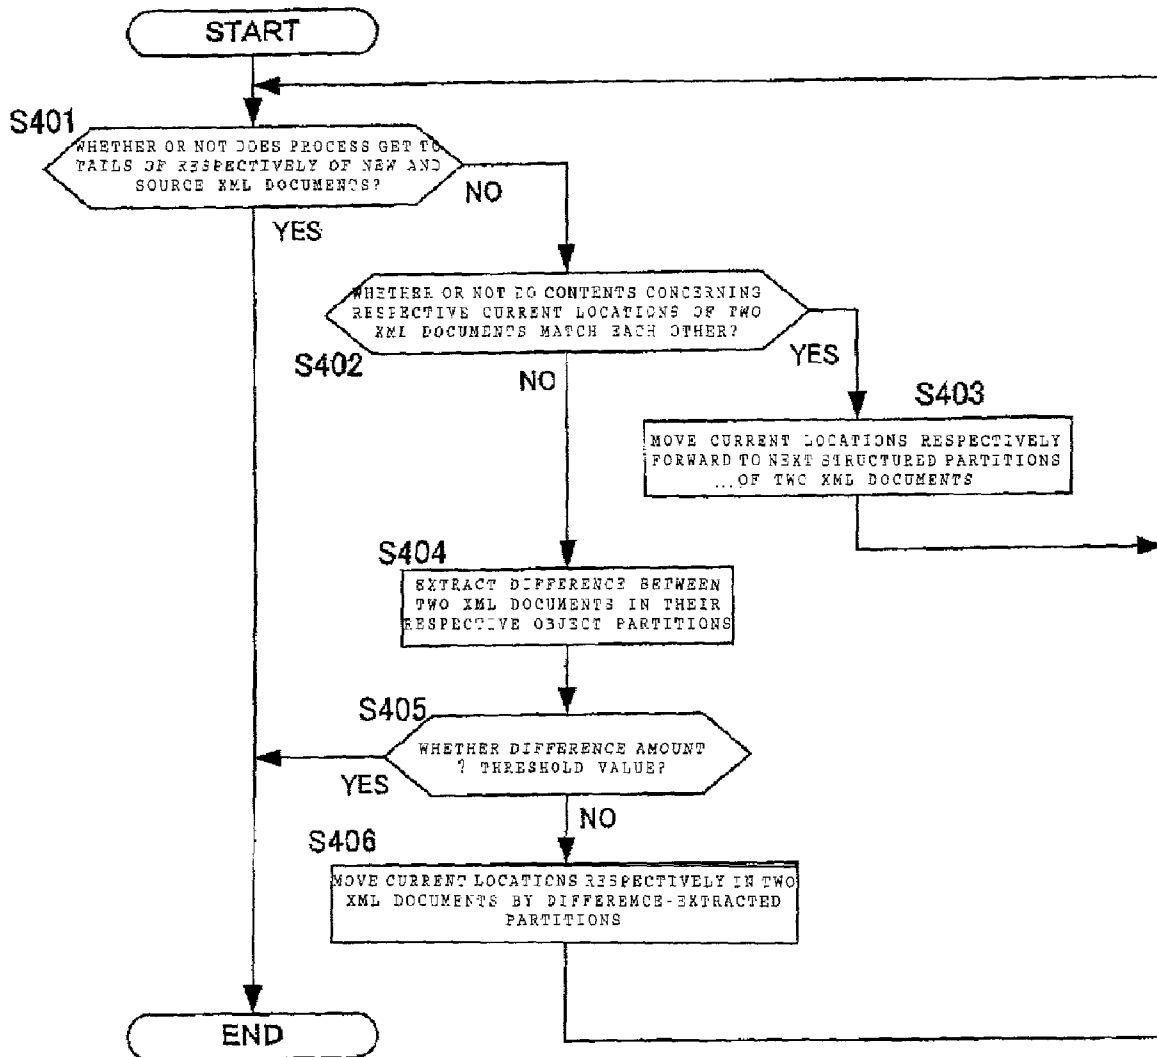 START
S401
WHETHER OR NOT DOES PROCESS GET TO
TAILS OF RESPECTIVELY OF NEW AND
SOURCE XML DOCUMENTS?
NO
YES
WHETHER OR NOT DO CONTENTS CONCERNING
RESPECTIVE CURRENT LOCATIONS OF TWO
XML DOCUMENTS MATCH EACH OTHER?
S402
YES
NO
S403
MOVE CURRENT LOCATIONS RESPECTIVELY
FORWARD TO NEXT STRUCTURED PARTITIONS
...OF TWO XML DOCUMENTS
S404
EXTRACT DIFFERENCE BETWEEN
TWO XML DOCUMENTS IN THEIR
RESPECTIVE OBJECT PARTITIONS
S405
WHETHER DIFFERENCE AMOUNT
? THRESHOLD VALUE?
YES
NO
S406
MOVE CURRENT LOCATIONS RESPECTIVELY IN TWO
XML DOCUMENTS BY DIFFERENCE-EXTRACTED
PARTITIONS
END